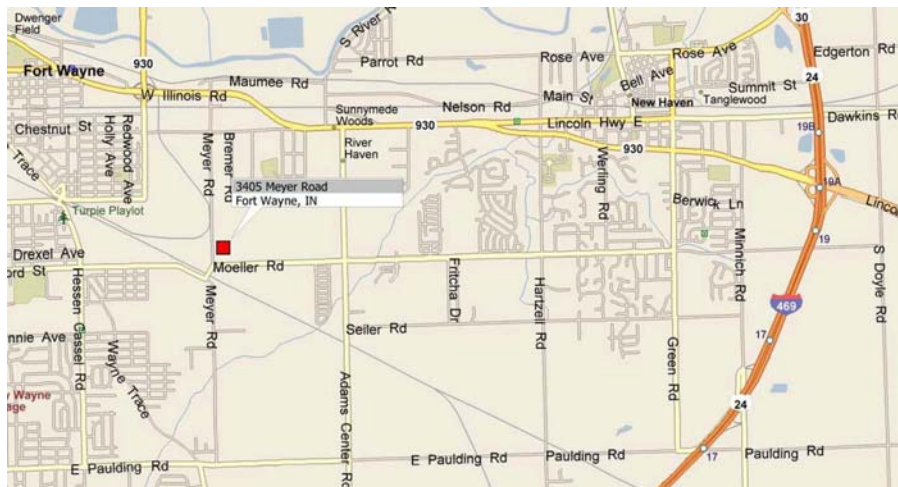 Dwenger
Field
930
S River Rd
30
Parrot Rd
Rose Ave
Rose Ave
Edgerton Rd
Fort Wayne
Maumee Rd
Bell Ave
24
Summit St
W Illinois Rd
Main St
New Haven
Tanglewood
Nelson Rd
Sunnymede
Woods
930
Lincoln Hwy E
Dawkins Rd
Chestnut St
Holly Ave
Redwood Ave
Meyer Rd
Bremer Rd
River
Haven
930
19B
Trace
Werling Rd
3405 Meyer Road
Fort Wayne, IN
19A
Berwick Ln
Turpie Playlot
Minnich Rd
19
Drexel Ave
ord St
Moeller Rd
S Doyle Rd
Hessen Cassel Rd
Meyer Rd
Fritcha Dr
Hartzell Rd
469
Seiler Rd
17
nnie Ave
Wayne Trace
Green Rd
Adams Center Rd
y Wayne
age
24
E Paulding Rd
E Paulding Rd
17
Paulding Rd